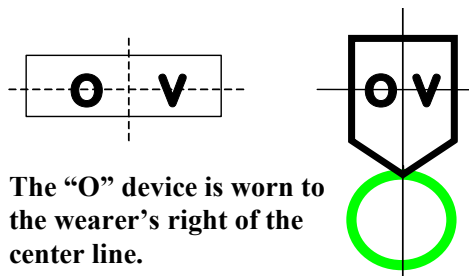 O V
O V
The “O” device is worn to
the wearer’s right of the
center line.